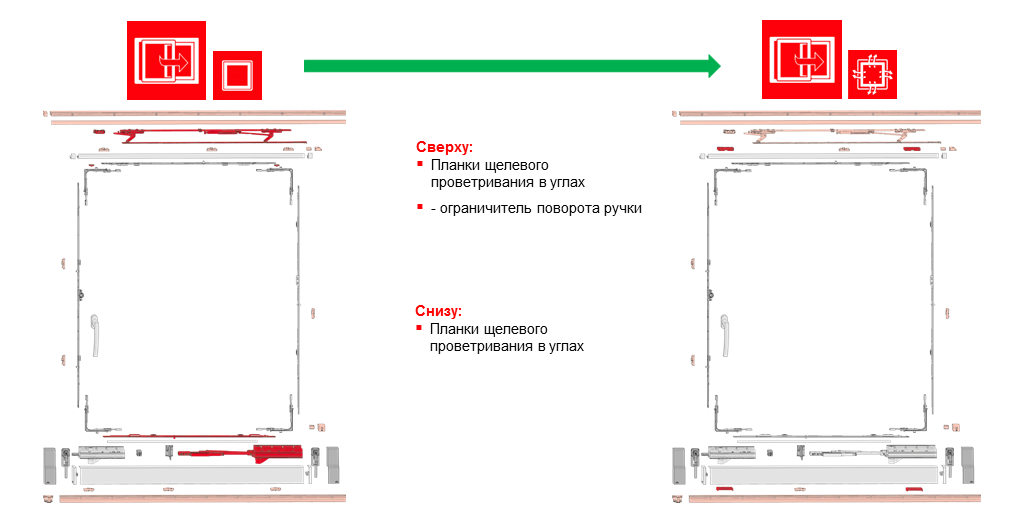 Сверху:
Планки щелевого
проветривания в углах
- ограничитель поворота ручки
Снизу:
Планки щелевого
проветривания в углах